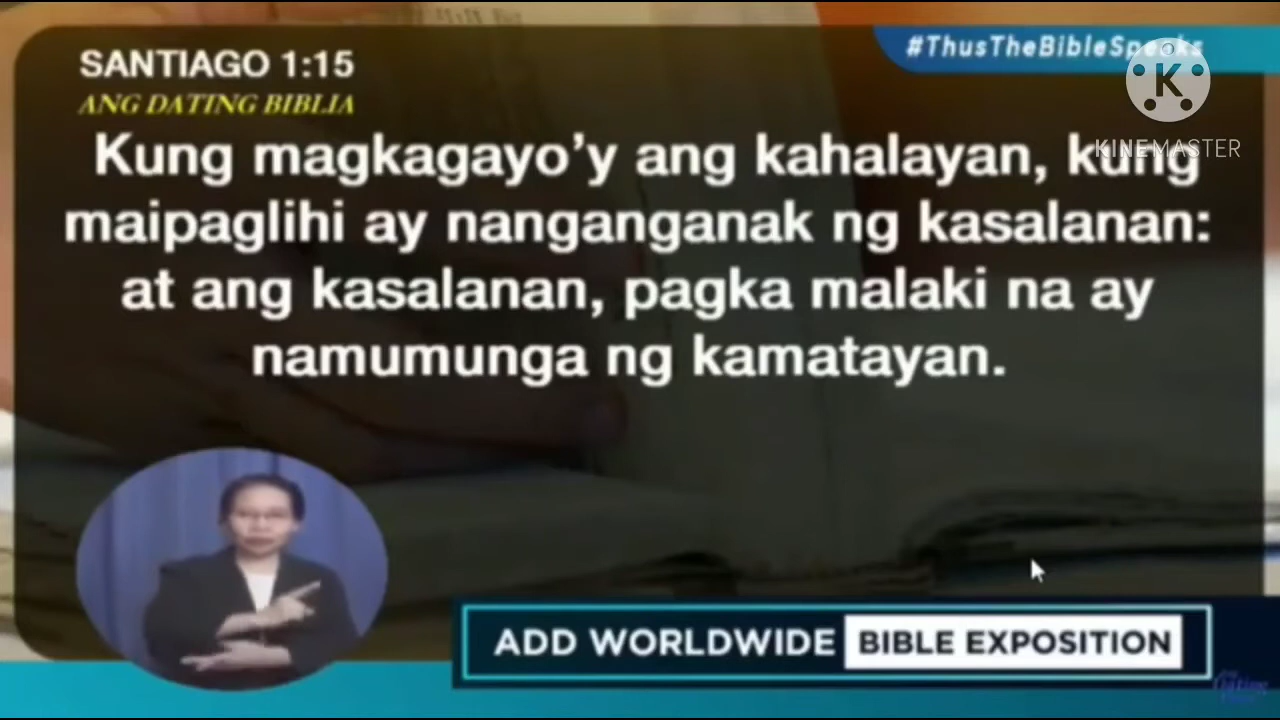 SANTIAGO 1:15
#ThusTheBibleSpeaks
ANG DATING BIBLIA
Kung magkagayo’y ang kahalayan, kung
maipaglihi ay nanganganak ng kasalanan:
at ang kasalanan, pagka malaki na ay
namumunga ng kamatayan.
K
KINEMASTER
ADD WORLDWIDE BIBLE EXPOSITION